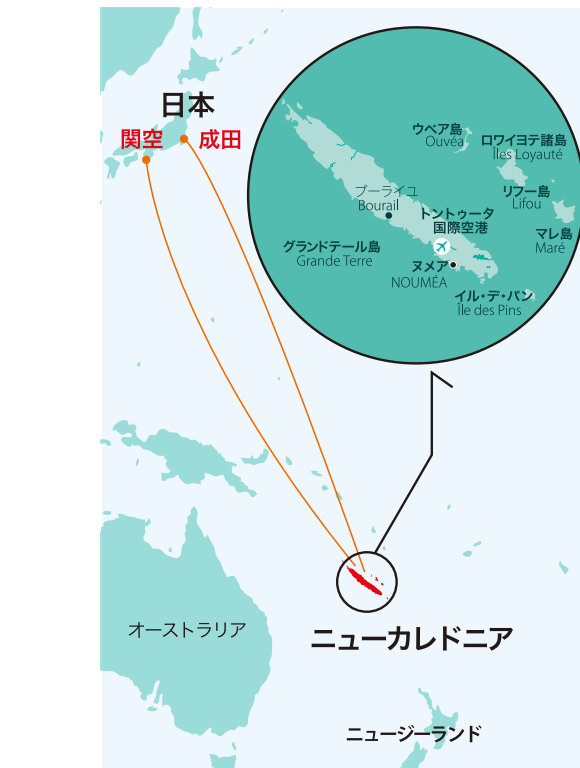 日本
関空
成田
ウベア島
Ouvéa
ロワイヨテ諸島
Îles Loyauté
リフー島
Lifou
マレ島
Maré
ブーライユ
Bourail
トントゥータ
国際空港
グランドテール島
Grande Terre
ヌメア
NOUMÉA
イル・デ・パン
Île des Pins
オーストラリア
ニューカレドニア
ニュージーランド